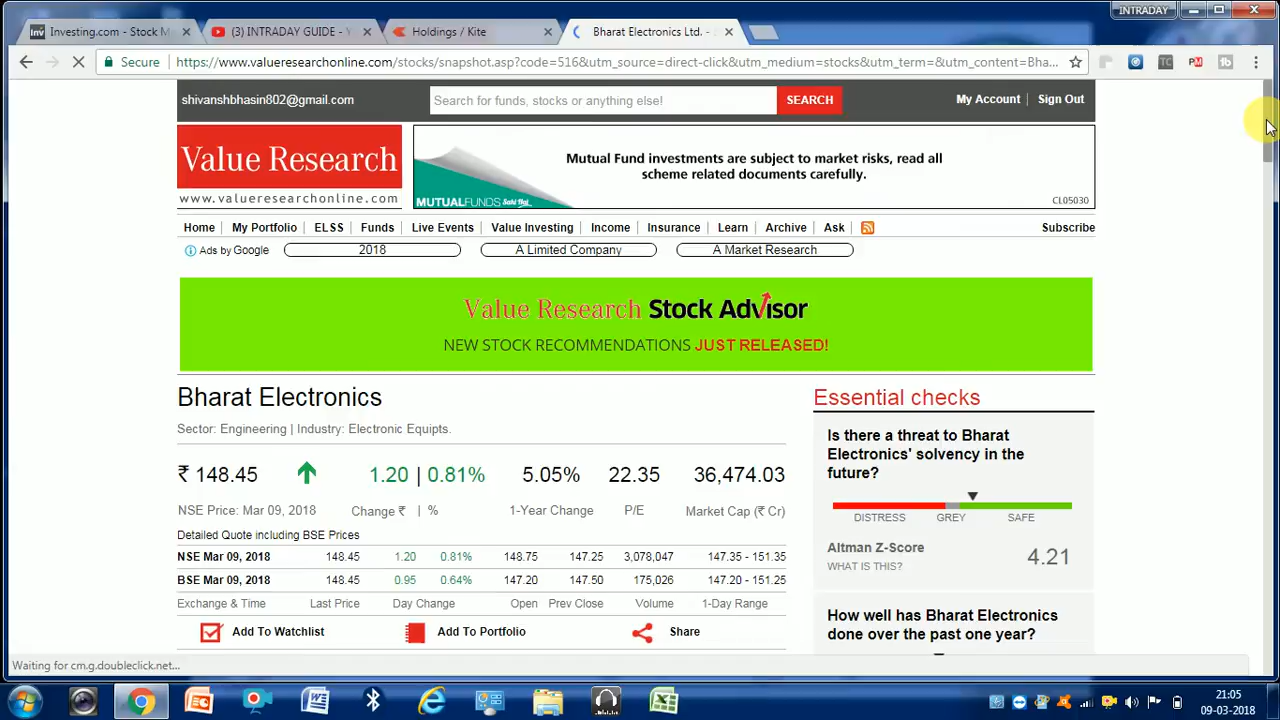 INTRADAY
Investing.com - Stock M
(3) INTRADAY GUIDE - Y
Holdings / Kite
Bharat Electronics Ltd. -
Secure
https://www.valueresearchonline.com/stocks/snapshot.asp?code=516&utm_source=direct-click&utm_medium=stocks&utm_term=&utm_content=Bha...
shivanshbhasin802@gmail.com
Search for funds, stocks or anything else!
SEARCH
My Account
Sign Out
Value Research
www.valueresearchonline.com
Mutual Fund investments are subject to market risks, read all
scheme related documents carefully.
MUTUALFUNDS Sahi Hai
CL05030
Home | My Portfolio | ELSS | Funds | Live Events | Value Investing | Income | Insurance | Learn | Archive | Ask
Subscribe
Ads by Google
2018
A Limited Company
A Market Research
Value Research Stock Advisor
NEW STOCK RECOMMENDATIONS JUST RELEASED!
Bharat Electronics
Sector: Engineering | Industry: Electronic Equipts.
₹ 148.45 1.20 | 0.81% 5.05% 22.35 36,474.03
NSE Price: Mar 09, 2018 Change ₹ | % 1-Year Change P/E Market Cap (₹ Cr)
Detailed Quote including BSE Prices
NSE Mar 09, 2018 148.45 1.20 0.81% 148.75 147.25 3,078,047 147.35 - 151.35
BSE Mar 09, 2018 148.45 0.95 0.64% 147.20 147.50 175,026 147.20 - 151.25
Exchange & Time Last Price Day Change Open Prev Close Volume 1-Day Range
Add To Watchlist
Add To Portfolio
Share
Essential checks
Is there a threat to Bharat
Electronics' solvency in the
future?
DISTRESS GREY SAFE
Altman Z-Score
WHAT IS THIS?
4.21
How well has Bharat Electronics
done over the past one year?
Waiting for cm.g.doubleclick.net...
21:05
09-03-2018